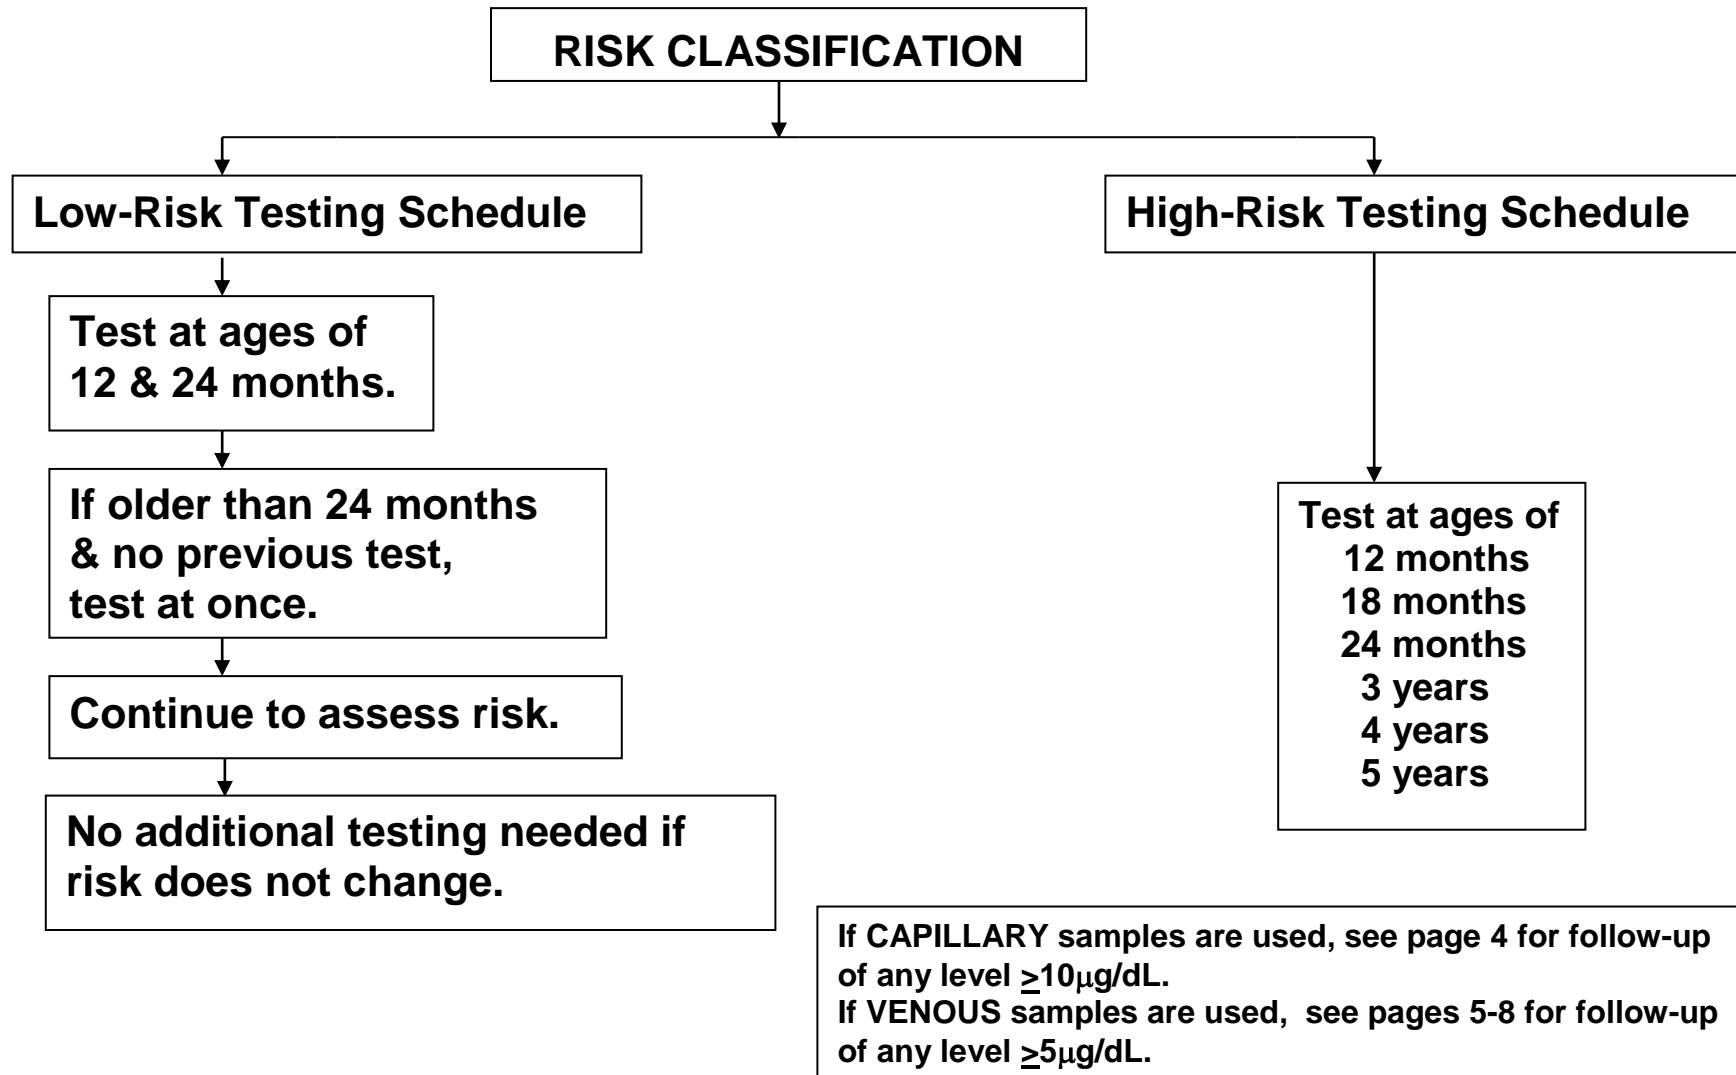 RISK CLASSIFICATION
Low-Risk Testing Schedule
Test at ages of
12 & 24 months.
If older than 24 months
& no previous test,
test at once.
Continue to assess risk.
No additional testing needed if
risk does not change.
High-Risk Testing Schedule
Test at ages of
12 months
18 months
24 months
3 years
4 years
5 years
If CAPILLARY samples are used, see page 4 for follow-up
of any level ≥10μg/dL.
If VENOUS samples are used,  see pages 5-8 for follow-up
of any level ≥5μg/dL.